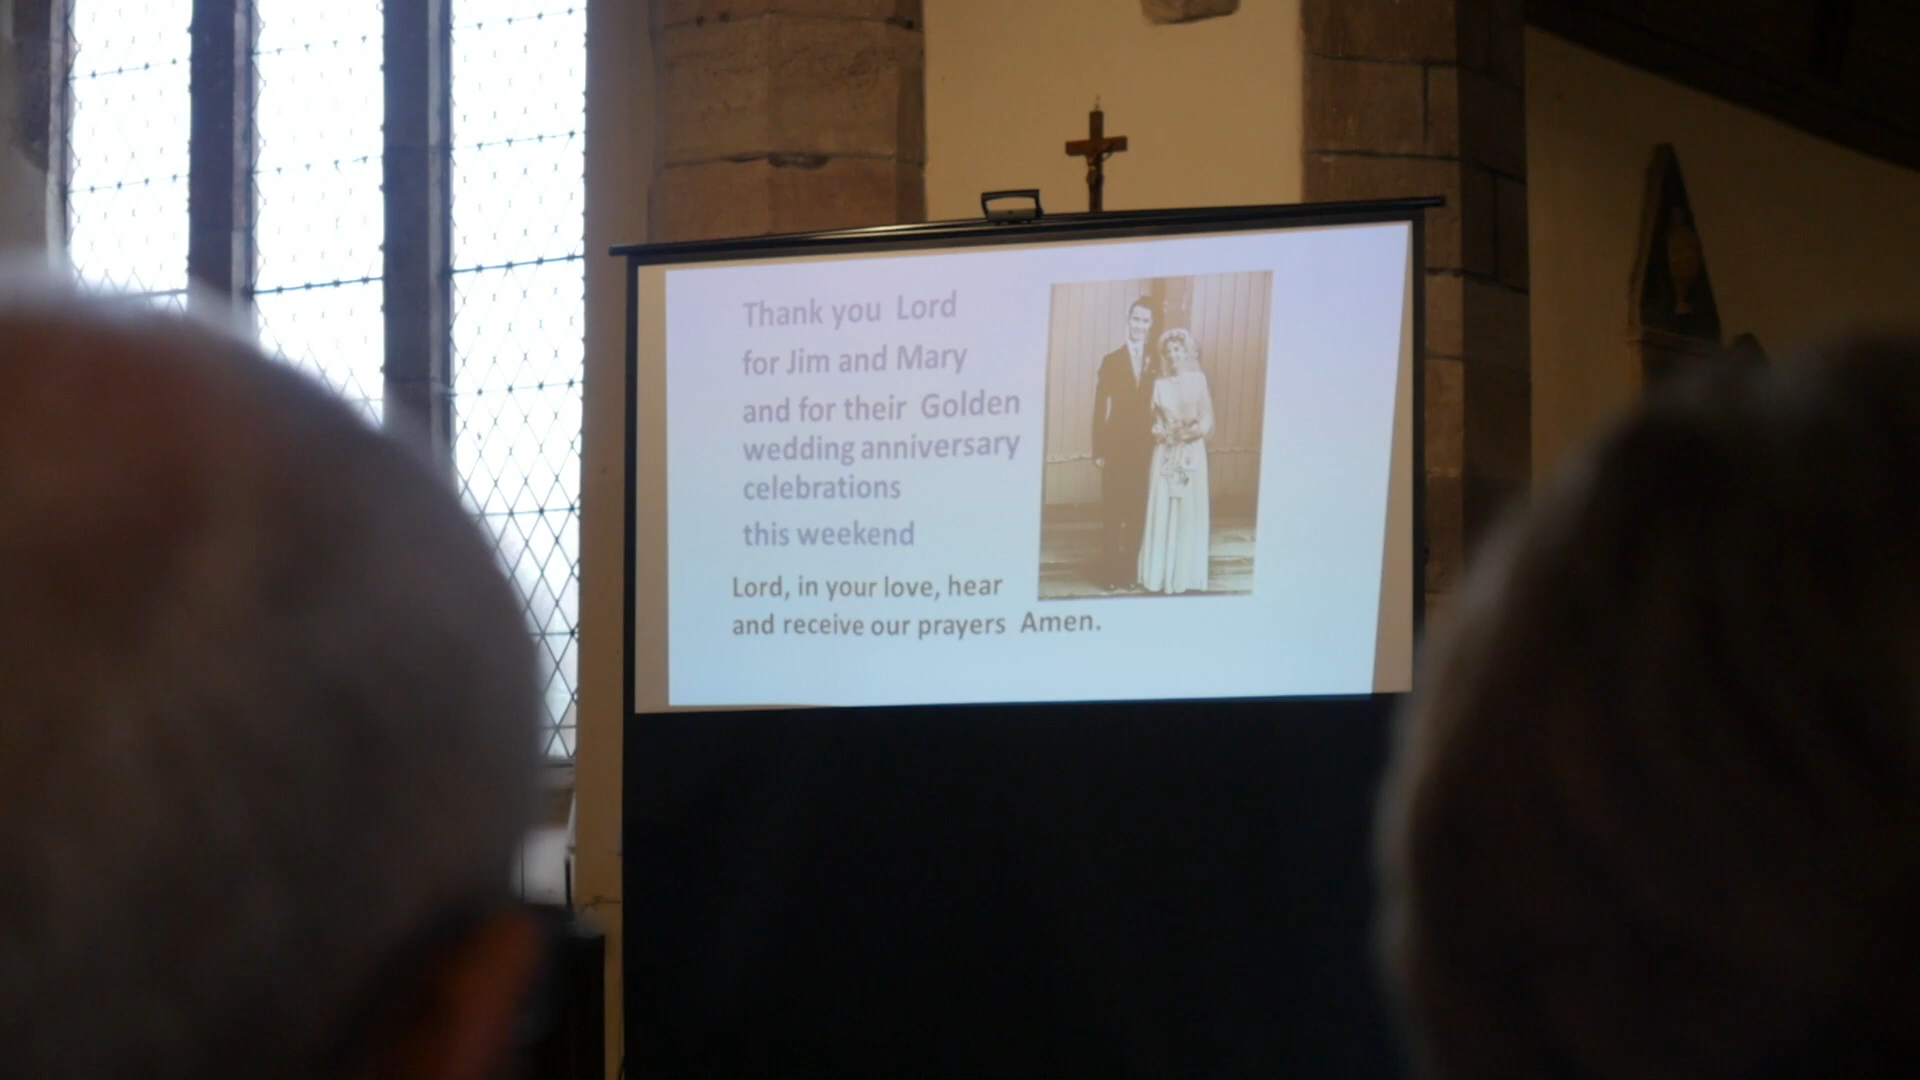 Thank you Lord
for Jim and Mary
and for their Golden
wedding anniversary
celebrations
this weekend
Lord, in your love, hear
and receive our prayers Amen.